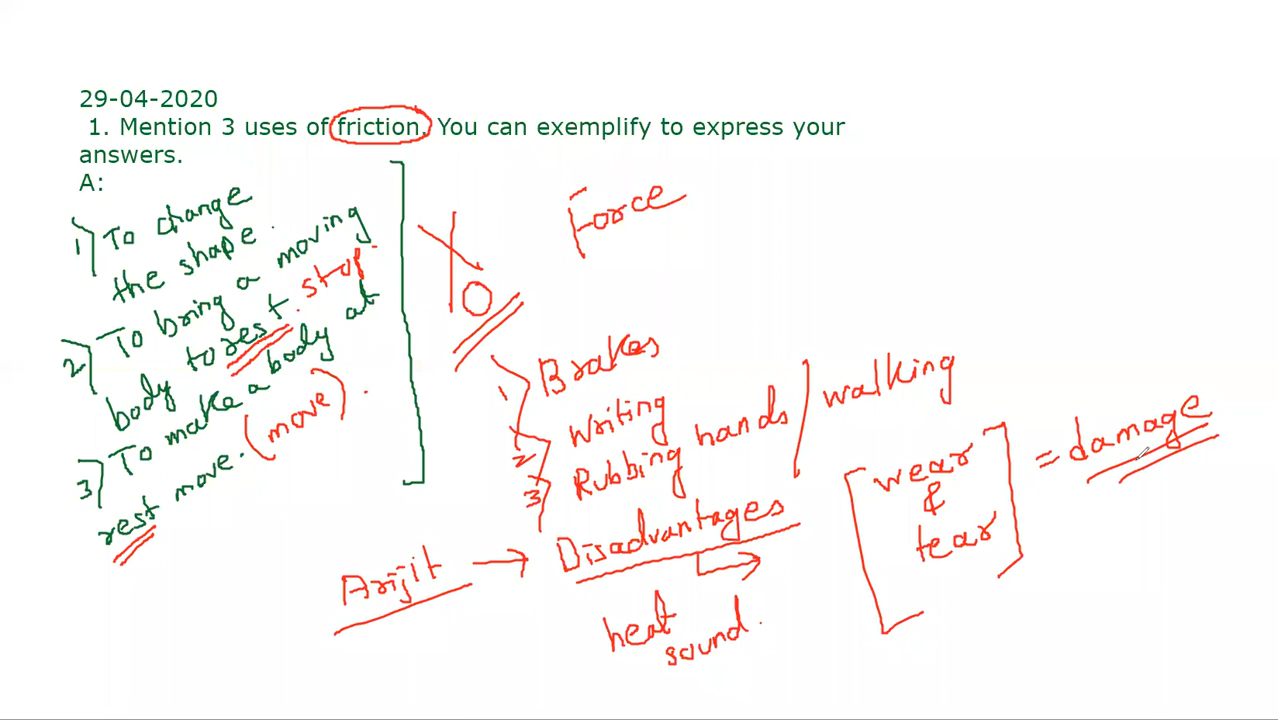 29-04-2020
1. Mention 3 uses of friction. You can exemplify to express your
answers.
A:
1) To change
the shape.
2) To bring a moving
body to rest. stop.
3) To make a body at
rest move. (move).
X 0
Force
1) Brakes
2) Writing
3) Rubbing hands / walking
Arijit → Disadvantages
heat
sound.
[wear
&
tear] = damage